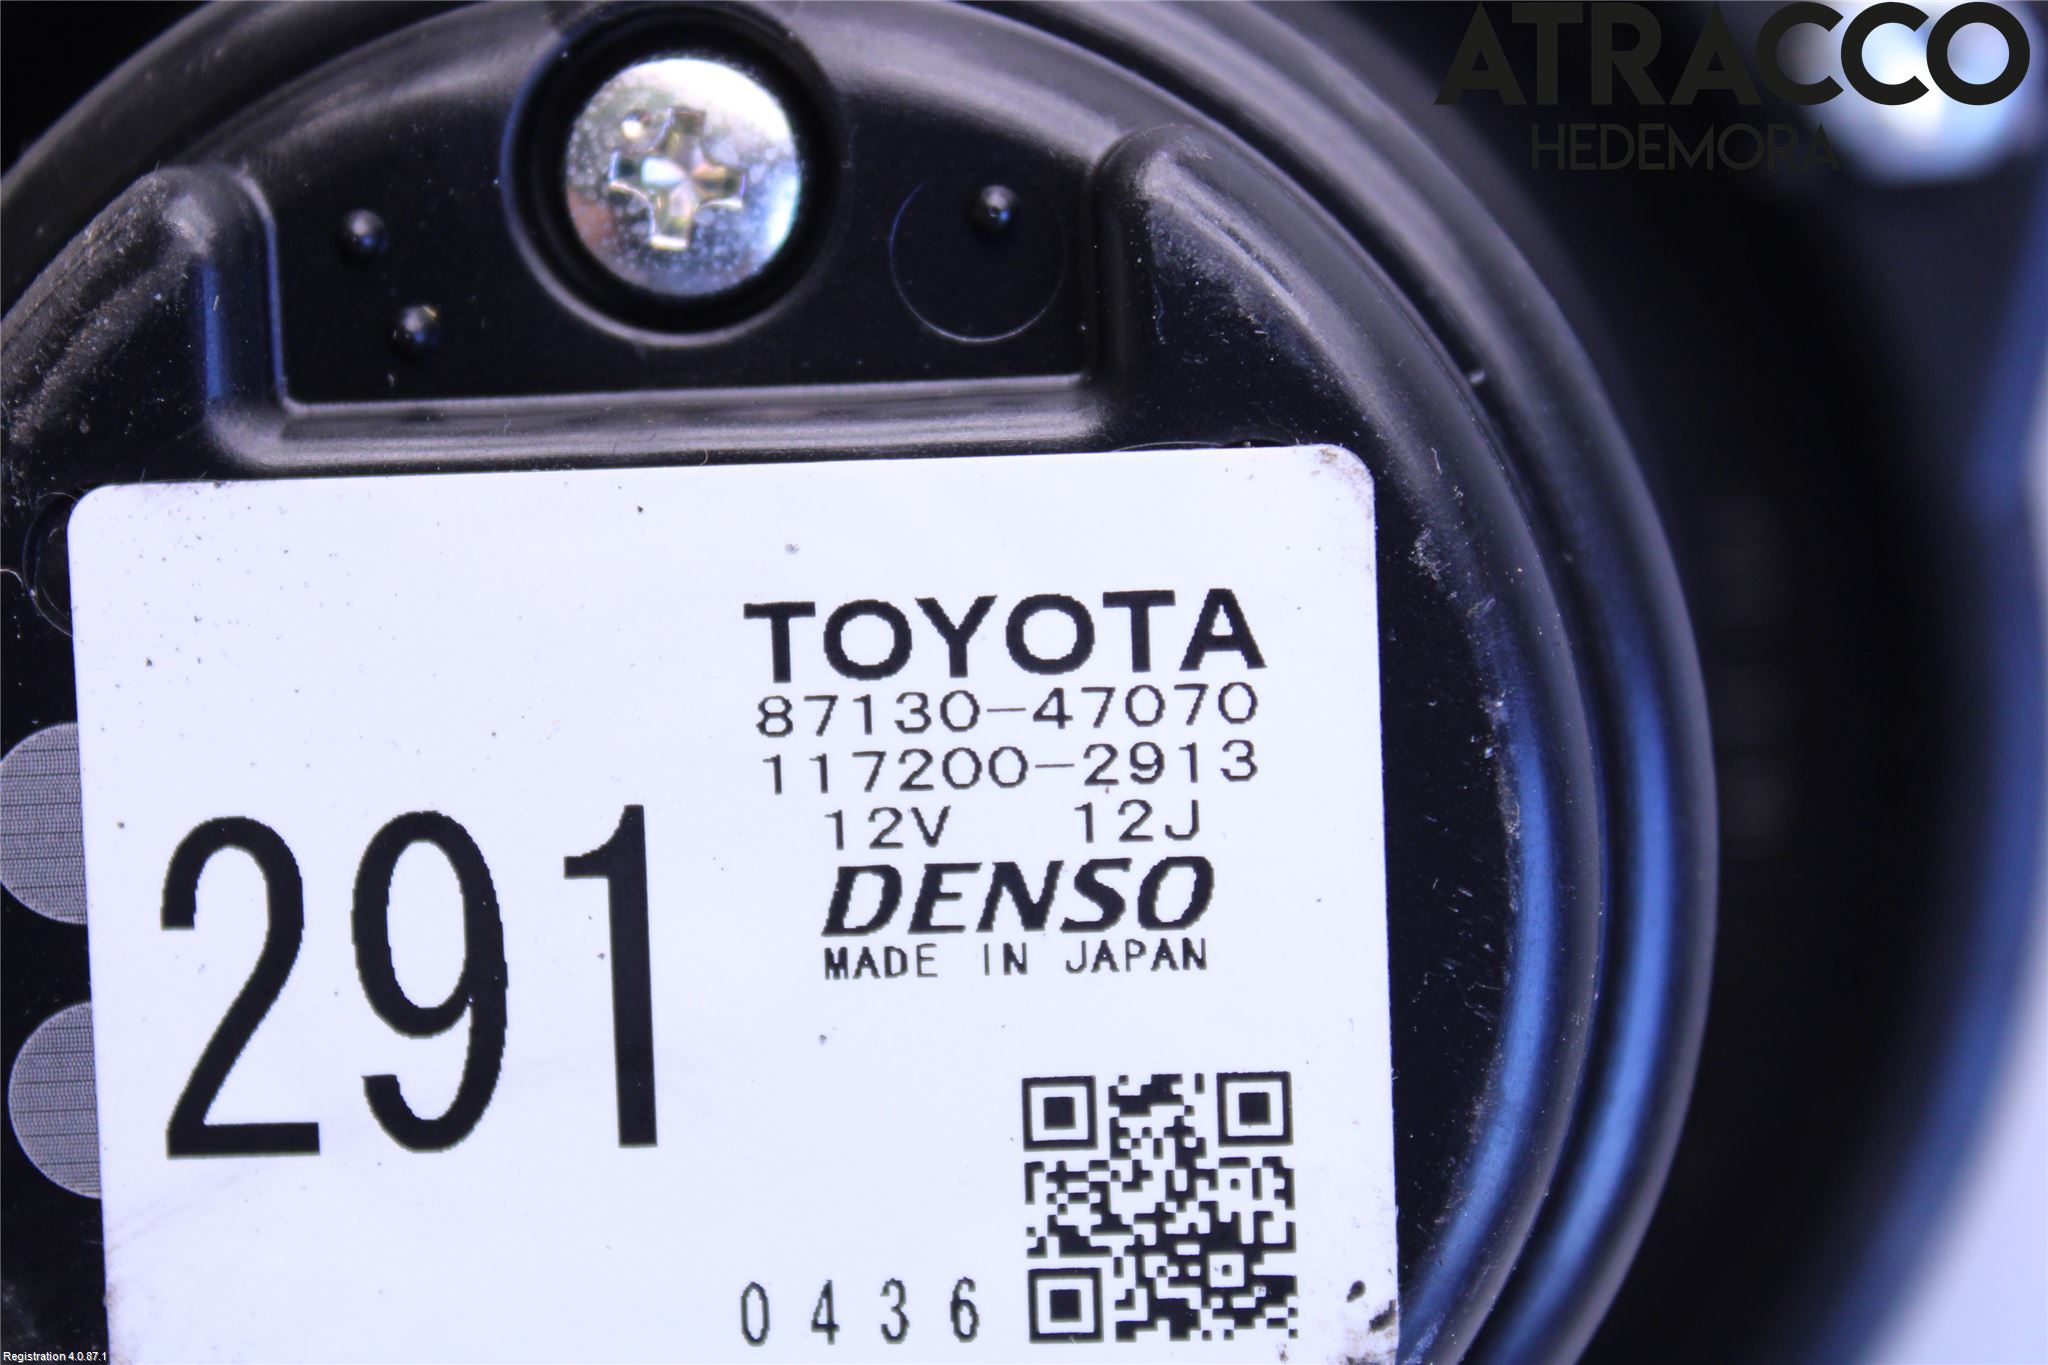 ATRACCO
HEDEMORA
TOYOTA
87130-47070
117200-2913
12V 12J
DENSO
MADE IN JAPAN
291
0436
Registration 4.0.87.1